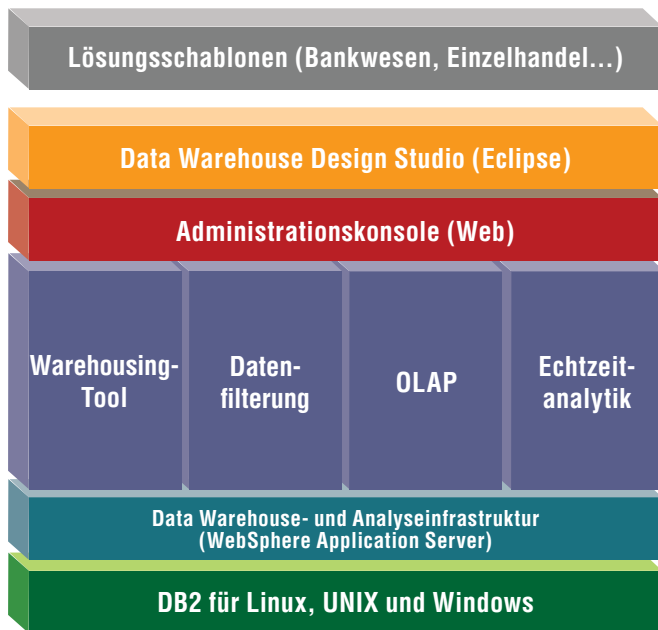 Lösungsschablonen (Bankwesen, Einzelhandel...)
Data Warehouse Design Studio (Eclipse)
Administrationskonsole (Web)
Warehousing-
Tool
Daten-
filterung
OLAP
Echtzeit-
analytik
Data Warehouse- und Analyseinfrastruktur
(WebSphere Application Server)
DB2 für Linux, UNIX und Windows